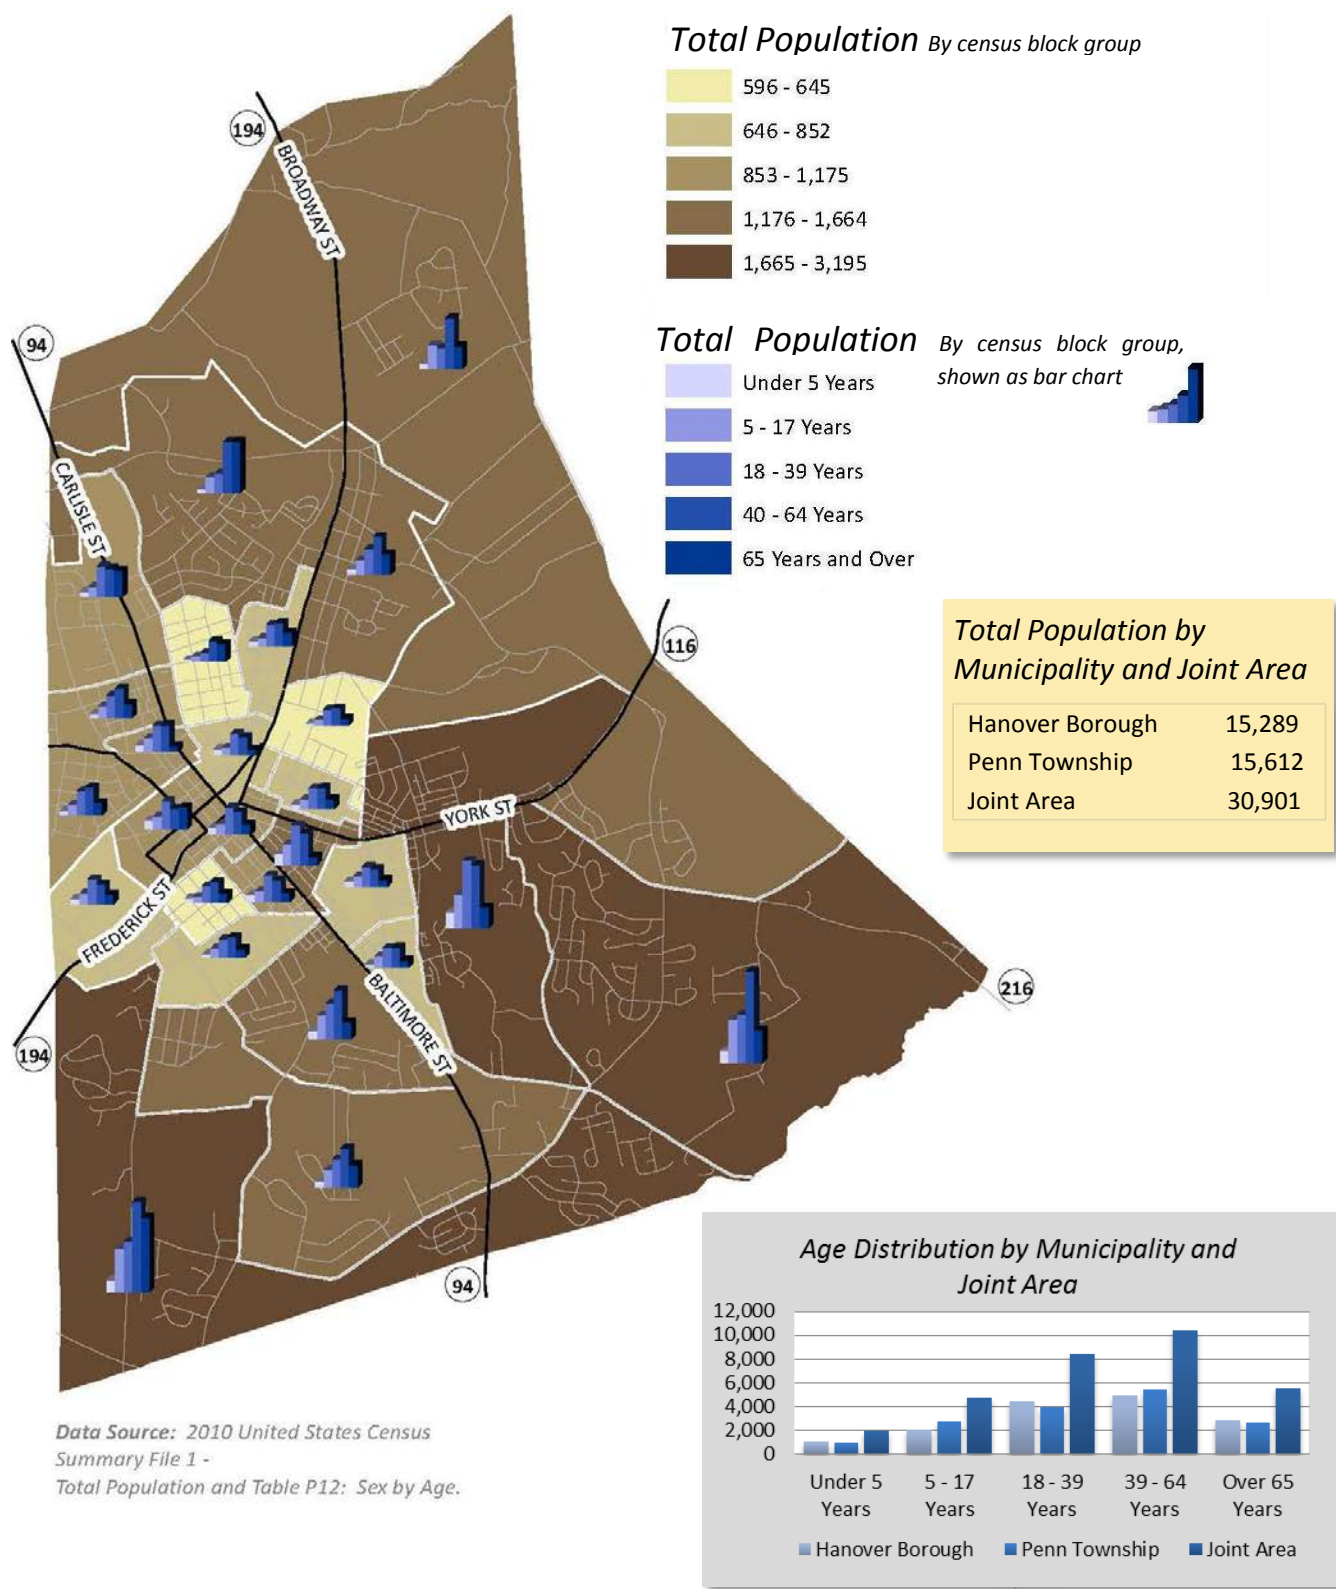 Total Population By census block group
596 - 645
646 - 852
853 - 1,175
1,176 - 1,664
1,665 - 3,195
Total Population By census block group,
shown as bar chart
Under 5 Years
5 - 17 Years
18 - 39 Years
40 - 64 Years
65 Years and Over
194
BROADWAY ST
94
CARLISLE ST
116
YORK ST
FREDERICK ST
194
BALTIMORE ST
216
94
Total Population by
Municipality and Joint Area
Hanover Borough 15,289
Penn Township 15,612
Joint Area 30,901
Age Distribution by Municipality and
Joint Area
12,000
10,000
8,000
6,000
4,000
2,000
0
Under 5 5 - 17 18 - 39 39 - 64 Over 65
Years Years Years Years Years
Hanover Borough Penn Township Joint Area
Data Source: 2010 United States Census
Summary File 1 -
Total Population and Table P12: Sex by Age.